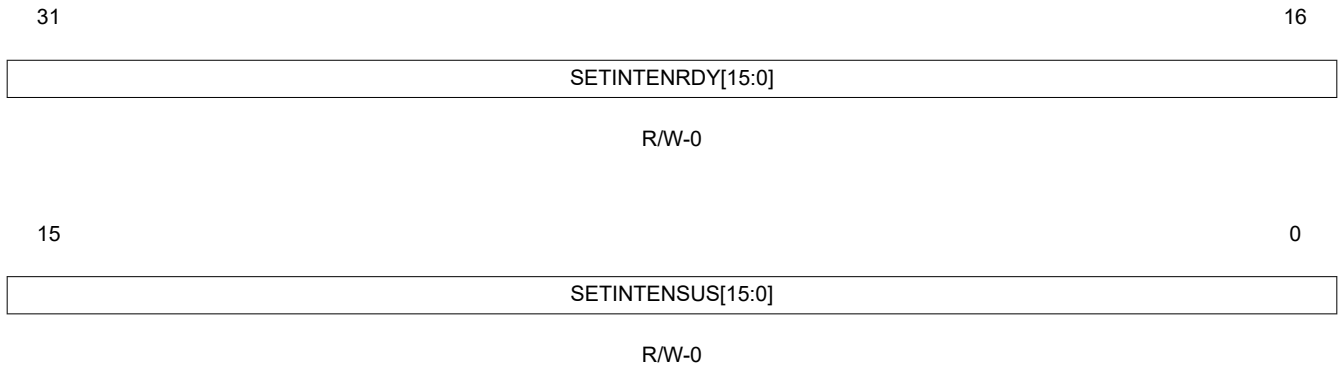 31 16
SETINTENRDY[15:0]
R/W-0
15 0
SETINTENSUS[15:0]
R/W-0